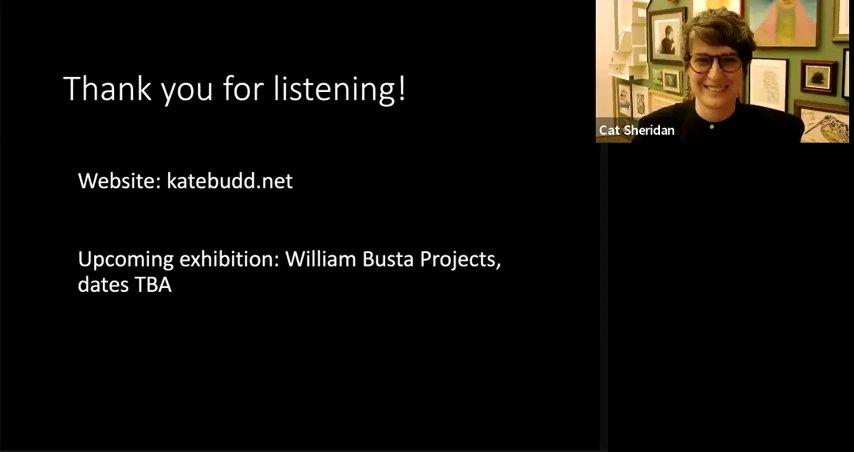 Thank you for listening!
Cat Sheridan
Website: katebudd.net
Upcoming exhibition: William Busta Projects,
dates TBA